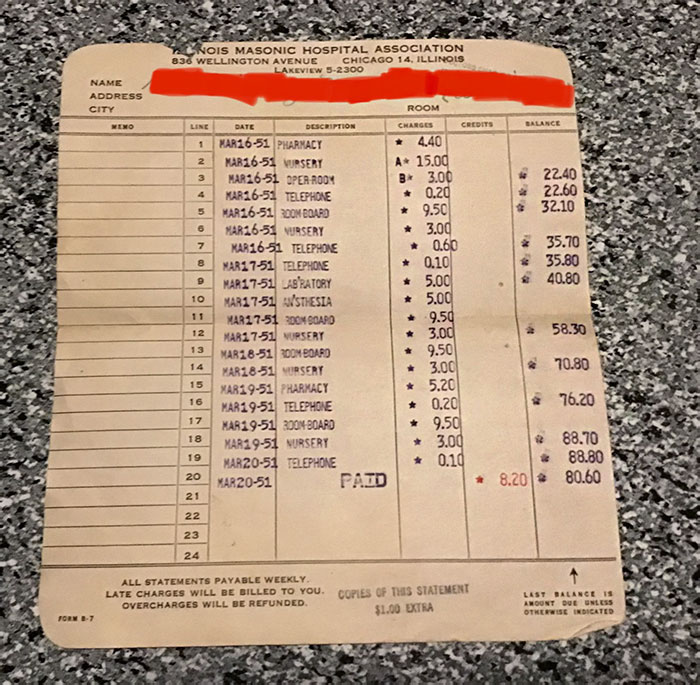 ILLINOIS MASONIC HOSPITAL ASSOCIATION
836 WELLINGTON AVENUE CHICAGO 14, ILLINOIS
LAKEVIEW 5-2300
NAME
ADDRESS
CITY ROOM
MEMO LINE DATE DESCRIPTION CHARGES CREDITS BALANCE
1 MAR16-51 PHARMACY * 4.40
2 MAR16-51 NURSERY A* 15.00
3 MAR16-51 OPER-ROOM B* 3.00 * 22.40
4 MAR16-51 TELEPHONE * 0.20 * 22.60
5 MAR16-51 ROOM-BOARD * 9.50 * 32.10
6 MAR16-51 NURSERY * 3.00
7 MAR16-51 TELEPHONE * 0.60 * 35.70
8 MAR17-51 TELEPHONE * 0.10 * 35.80
9 MAR17-51 LAB'RATORY * 5.00 * 40.80
10 MAR17-51 AN'STHESIA * 5.00
11 MAR17-51 ROOM-BOARD * 9.50
12 MAR17-51 NURSERY * 3.00 * 58.30
13 MAR18-51 ROOM-BOARD * 9.50
14 MAR18-51 NURSERY * 3.00 * 70.80
15 MAR19-51 PHARMACY * 5.20
16 MAR19-51 TELEPHONE * 0.20 * 76.20
17 MAR19-51 ROOM-BOARD * 9.50
18 MAR19-51 NURSERY * 3.00 * 88.70
19 MAR20-51 TELEPHONE * 0.10 * 88.80
20 MAR20-51 PAID * 8.20 * 80.60
21
22
23
24
ALL STATEMENTS PAYABLE WEEKLY.
LATE CHARGES WILL BE BILLED TO YOU.
OVERCHARGES WILL BE REFUNDED.
COPIES OF THIS STATEMENT
$1.00 EXTRA
↑
LAST BALANCE IS
AMOUNT DUE UNLESS
OTHERWISE INDICATED
FORM B-7